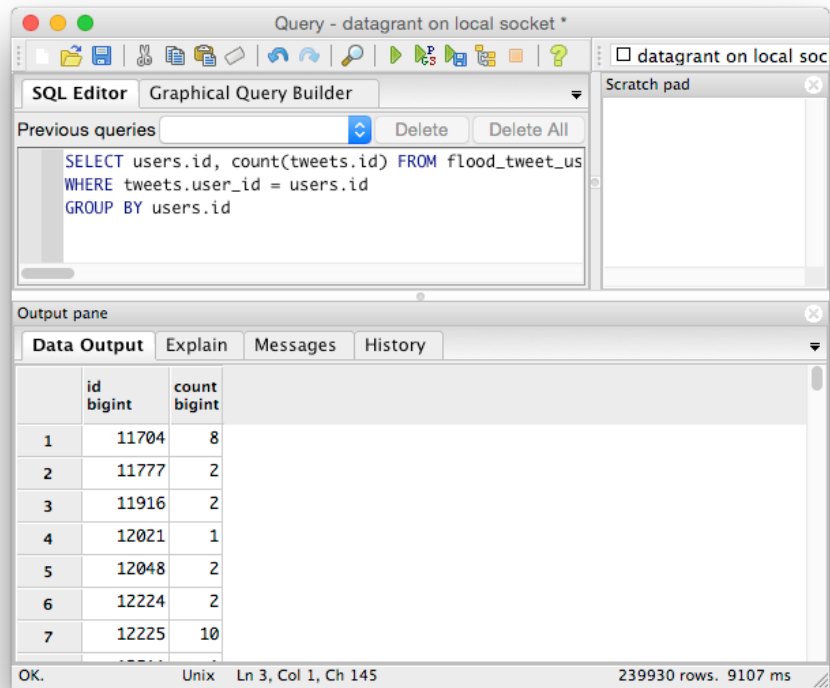 Query - datagrant on local socket *
datagrant on local soc
SQL Editor Graphical Query Builder
Scratch pad
Previous queries Delete Delete All
SELECT users.id, count(tweets.id) FROM flood_tweet_us
WHERE tweets.user_id = users.id
GROUP BY users.id
Output pane
Data Output Explain Messages History
id count
bigint bigint
1 11704 8
2 11777 2
3 11916 2
4 12021 1
5 12048 2
6 12224 2
7 12225 10
OK. Unix Ln 3, Col 1, Ch 145 239930 rows. 9107 ms